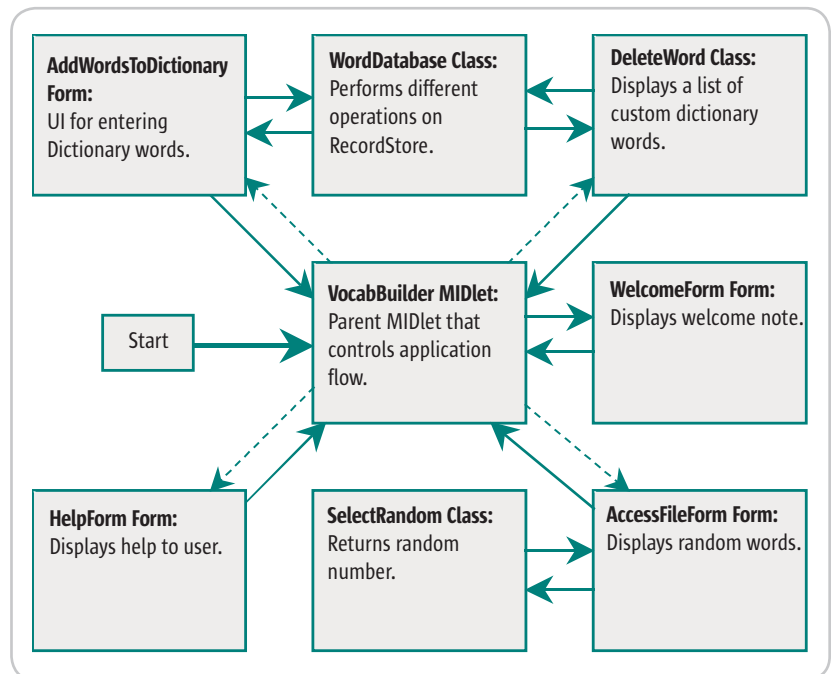 AddWordsToDictionary
Form:
UI for entering
Dictionary words.
WordDatabase Class:
Performs different
operations on
RecordStore.
DeleteWord Class:
Displays a list of
custom dictionary
words.
Start
VocabBuilder MIDlet:
Parent MIDlet that
controls application
flow.
WelcomeForm Form:
Displays welcome note.
HelpForm Form:
Displays help to user.
SelectRandom Class:
Returns random
number.
AccessFileForm Form:
Displays random words.